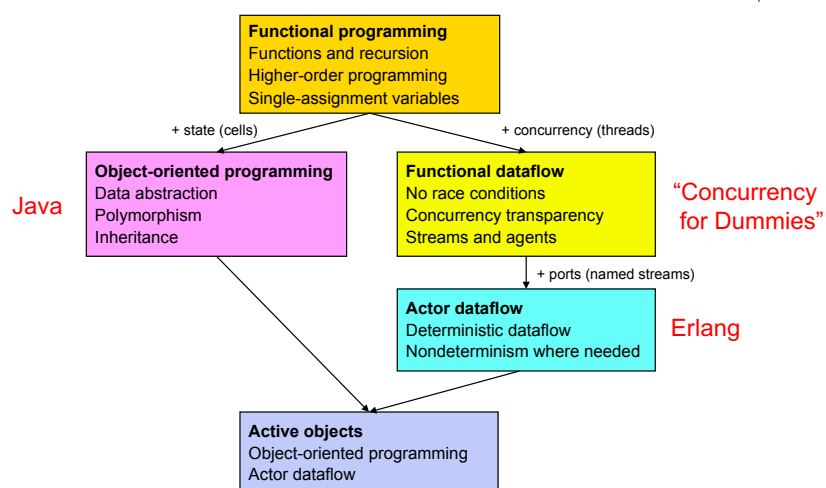 Functional programming
Functions and recursion
Higher-order programming
Single-assignment variables
+ state (cells)
+ concurrency (threads)
Java
Object-oriented programming
Data abstraction
Polymorphism
Inheritance
Functional dataflow
No race conditions
Concurrency transparency
Streams and agents
“Concurrency
for Dummies”
+ ports (named streams)
Actor dataflow
Deterministic dataflow
Nondeterminism where needed
Erlang
Active objects
Object-oriented programming
Actor dataflow